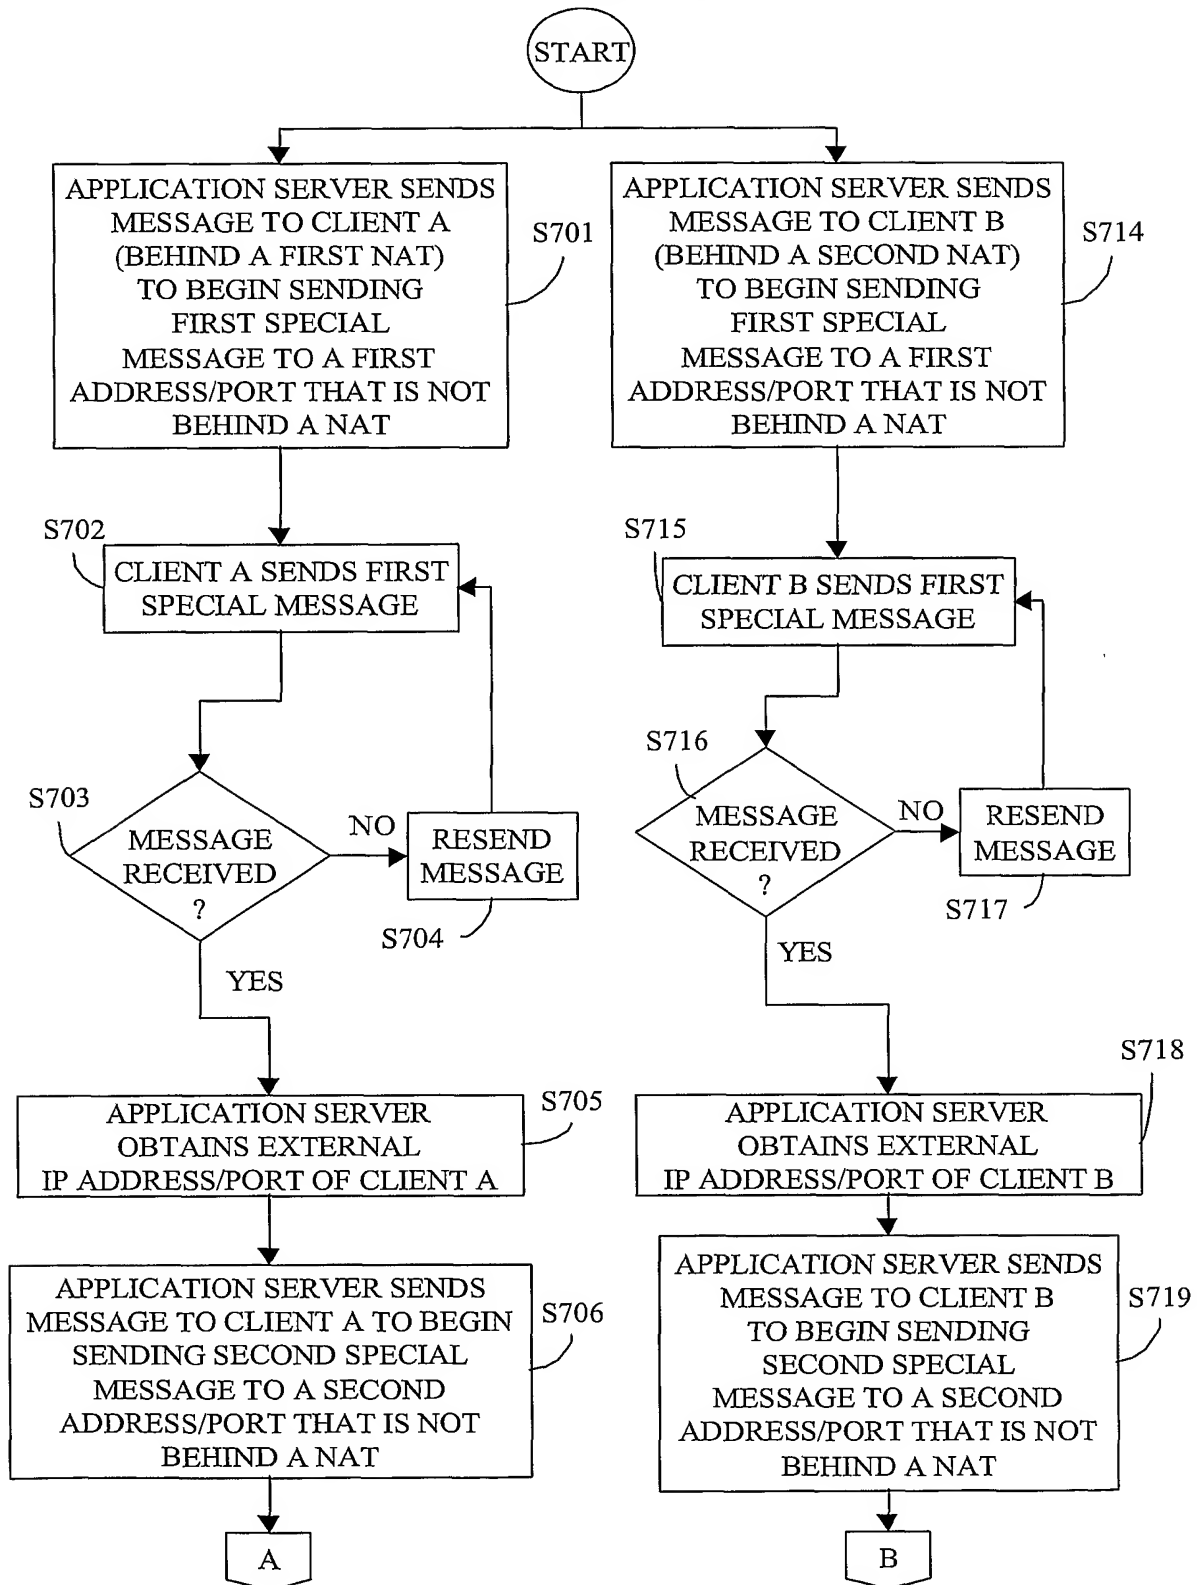 START
APPLICATION SERVER SENDS
MESSAGE TO CLIENT A
(BEHIND A FIRST NAT)
TO BEGIN SENDING
FIRST SPECIAL
MESSAGE TO A FIRST
ADDRESS/PORT THAT IS NOT
BEHIND A NAT
S701
APPLICATION SERVER SENDS
MESSAGE TO CLIENT B
(BEHIND A SECOND NAT)
TO BEGIN SENDING
FIRST SPECIAL
MESSAGE TO A FIRST
ADDRESS/PORT THAT IS NOT
BEHIND A NAT
S714
S702
CLIENT A SENDS FIRST
SPECIAL MESSAGE
S715
CLIENT B SENDS FIRST
SPECIAL MESSAGE
S703
MESSAGE
RECEIVED
?
NO
RESEND
MESSAGE
S704
YES
S716
MESSAGE
RECEIVED
?
NO
RESEND
MESSAGE
S717
YES
APPLICATION SERVER
OBTAINS EXTERNAL
IP ADDRESS/PORT OF CLIENT A
S705
APPLICATION SERVER
OBTAINS EXTERNAL
IP ADDRESS/PORT OF CLIENT B
S718
APPLICATION SERVER SENDS
MESSAGE TO CLIENT A TO BEGIN
SENDING SECOND SPECIAL
MESSAGE TO A SECOND
ADDRESS/PORT THAT IS NOT
BEHIND A NAT
S706
APPLICATION SERVER SENDS
MESSAGE TO CLIENT B
TO BEGIN SENDING
SECOND SPECIAL
MESSAGE TO A SECOND
ADDRESS/PORT THAT IS NOT
BEHIND A NAT
S719
A
B